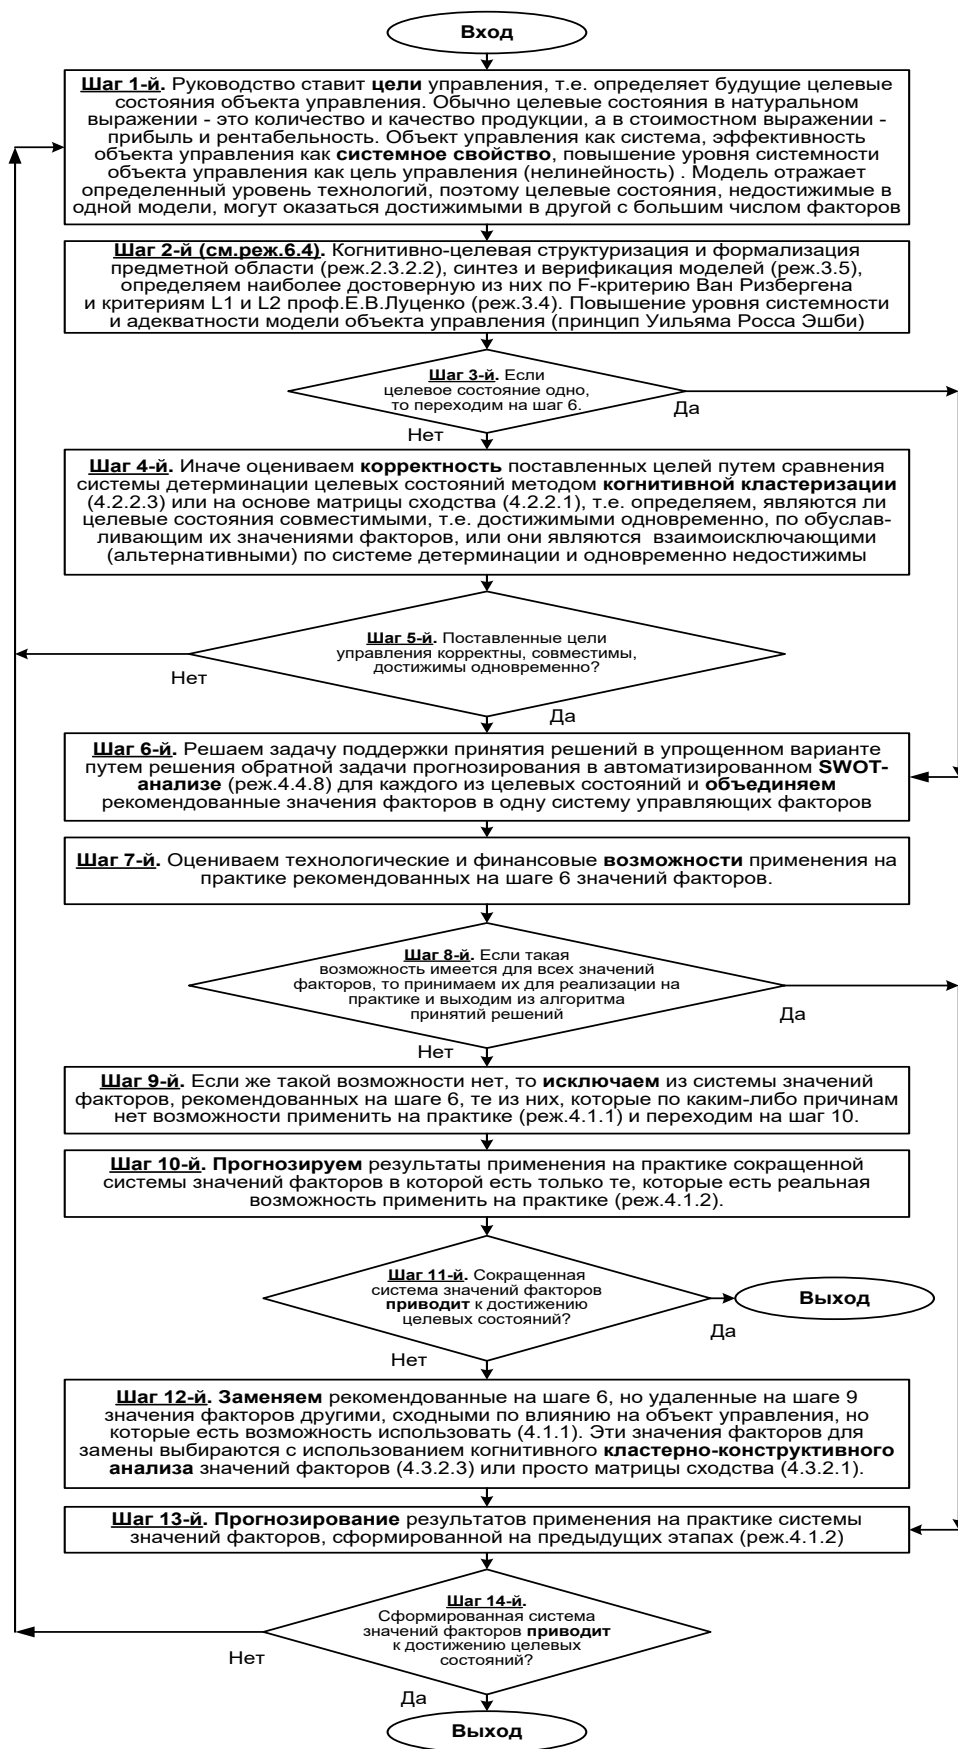 Вход
Шаг 1-й. Руководство ставит цели управления, т.е. определяет будущие целевые
состояния объекта управления. Обычно целевые состояния в натуральном
выражении - это количество и качество продукции, а в стоимостном выражении -
прибыль и рентабельность. Объект управления как система, эффективность
объекта управления как системное свойство, повышение уровня системности
объекта управления как цель управления (нелинейность) . Модель отражает
определенный уровень технологий, поэтому целевые состояния, недостижимые в
одной модели, могут оказаться достижимыми в другой с большим числом факторов
Шаг 2-й (см.реж.6.4). Когнитивно-целевая структуризация и формализация
предметной области (реж.2.3.2.2), синтез и верификация моделей (реж.3.5),
определяем наиболее достоверную из них по F-критерию Ван Ризбергена
и критериям L1 и L2 проф.Е.В.Луценко (реж.3.4). Повышение уровня системности
и адекватности модели объекта управления (принцип Уильяма Росса Эшби)
Шаг 3-й. Если
целевое состояние одно,
то переходим на шаг 6.
Да
Нет
Шаг 4-й. Иначе оцениваем корректность поставленных целей путем сравнения
системы детерминации целевых состояний методом когнитивной кластеризации
(4.2.2.3) или на основе матрицы сходства (4.2.2.1), т.е. определяем, являются ли
целевые состояния совместимыми, т.е. достижимыми одновременно, по обуслав-
ливающим их значениями факторов, или они являются взаимоисключающими
(альтернативными) по системе детерминации и одновременно недостижимы
Шаг 5-й. Поставленные цели
управления корректны, совместимы,
достижимы одновременно?
Нет
Да
Шаг 6-й. Решаем задачу поддержки принятия решений в упрощенном варианте
путем решения обратной задачи прогнозирования в автоматизированном SWOT-
анализе (реж.4.4.8) для каждого из целевых состояний и объединяем
рекомендованные значения факторов в одну систему управляющих факторов
Шаг 7-й. Оцениваем технологические и финансовые возможности применения на
практике рекомендованных на шаге 6 значений факторов.
Шаг 8-й. Если такая
возможность имеется для всех значений
факторов, то принимаем их для реализации на
практике и выходим из алгоритма
принятий решений
Да
Нет
Шаг 9-й. Если же такой возможности нет, то исключаем из системы значений
факторов, рекомендованных на шаге 6, те из них, которые по каким-либо причинам
нет возможности применить на практике (реж.4.1.1) и переходим на шаг 10.
Шаг 10-й. Прогнозируем результаты применения на практике сокращенной
системы значений факторов в которой есть только те, которые есть реальная
возможность применить на практике (реж.4.1.2).
Шаг 11-й. Сокращенная
система значений факторов
приводит к достижению
целевых состояний?
Выход
Да
Нет
Шаг 12-й. Заменяем рекомендованные на шаге 6, но удаленные на шаге 9
значения факторов другими, сходными по влиянию на объект управления, но
которые есть возможность использовать (4.1.1). Эти значения факторов для
замены выбираются с использованием когнитивного кластерно-конструктивного
анализа значений факторов (4.3.2.3) или просто матрицы сходства (4.3.2.1).
Шаг 13-й. Прогнозирование результатов применения на практике системы
значений факторов, сформированной на предыдущих этапах (реж.4.1.2)
Шаг 14-й.
Сформированная система
значений факторов приводит
к достижению целевых
состояний?
Нет
Да
Выход